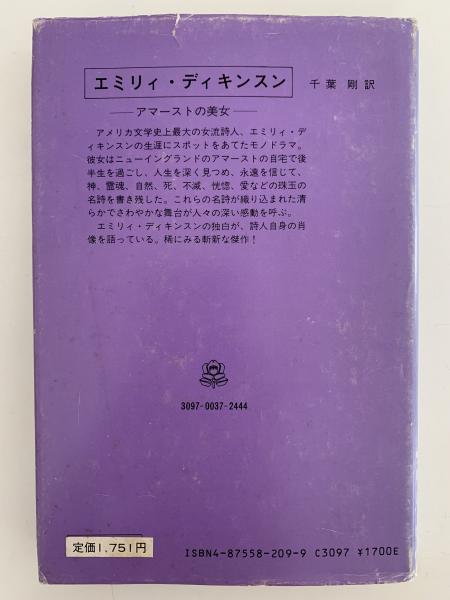 エミリィ・ディキンスン 千葉 剛 訳
――アマーストの美女――
アメリカ文学史上最大の女流詩人、エミリィ・デ
ィキンスンの生涯にスポットをあてたモノドラマ。
彼女はニューイングランドのアマーストの自宅で後
半生を過ごし、人生を深く見つめ、永遠を信じて、
神、霊魂、自然、死、不滅、恍惚、愛などの珠玉の
名詩を書き残した。これらの名詩が織り込まれた清
らかでさわやかな舞台が人々の深い感動を呼ぶ。
エミリィ・ディキンスンの独白が、詩人自身の肖
像を語っている。稀にみる斬新な傑作！
3097-0037-2444
定価1,751円
ISBN4-87558-209-9 C3097 ¥1700E